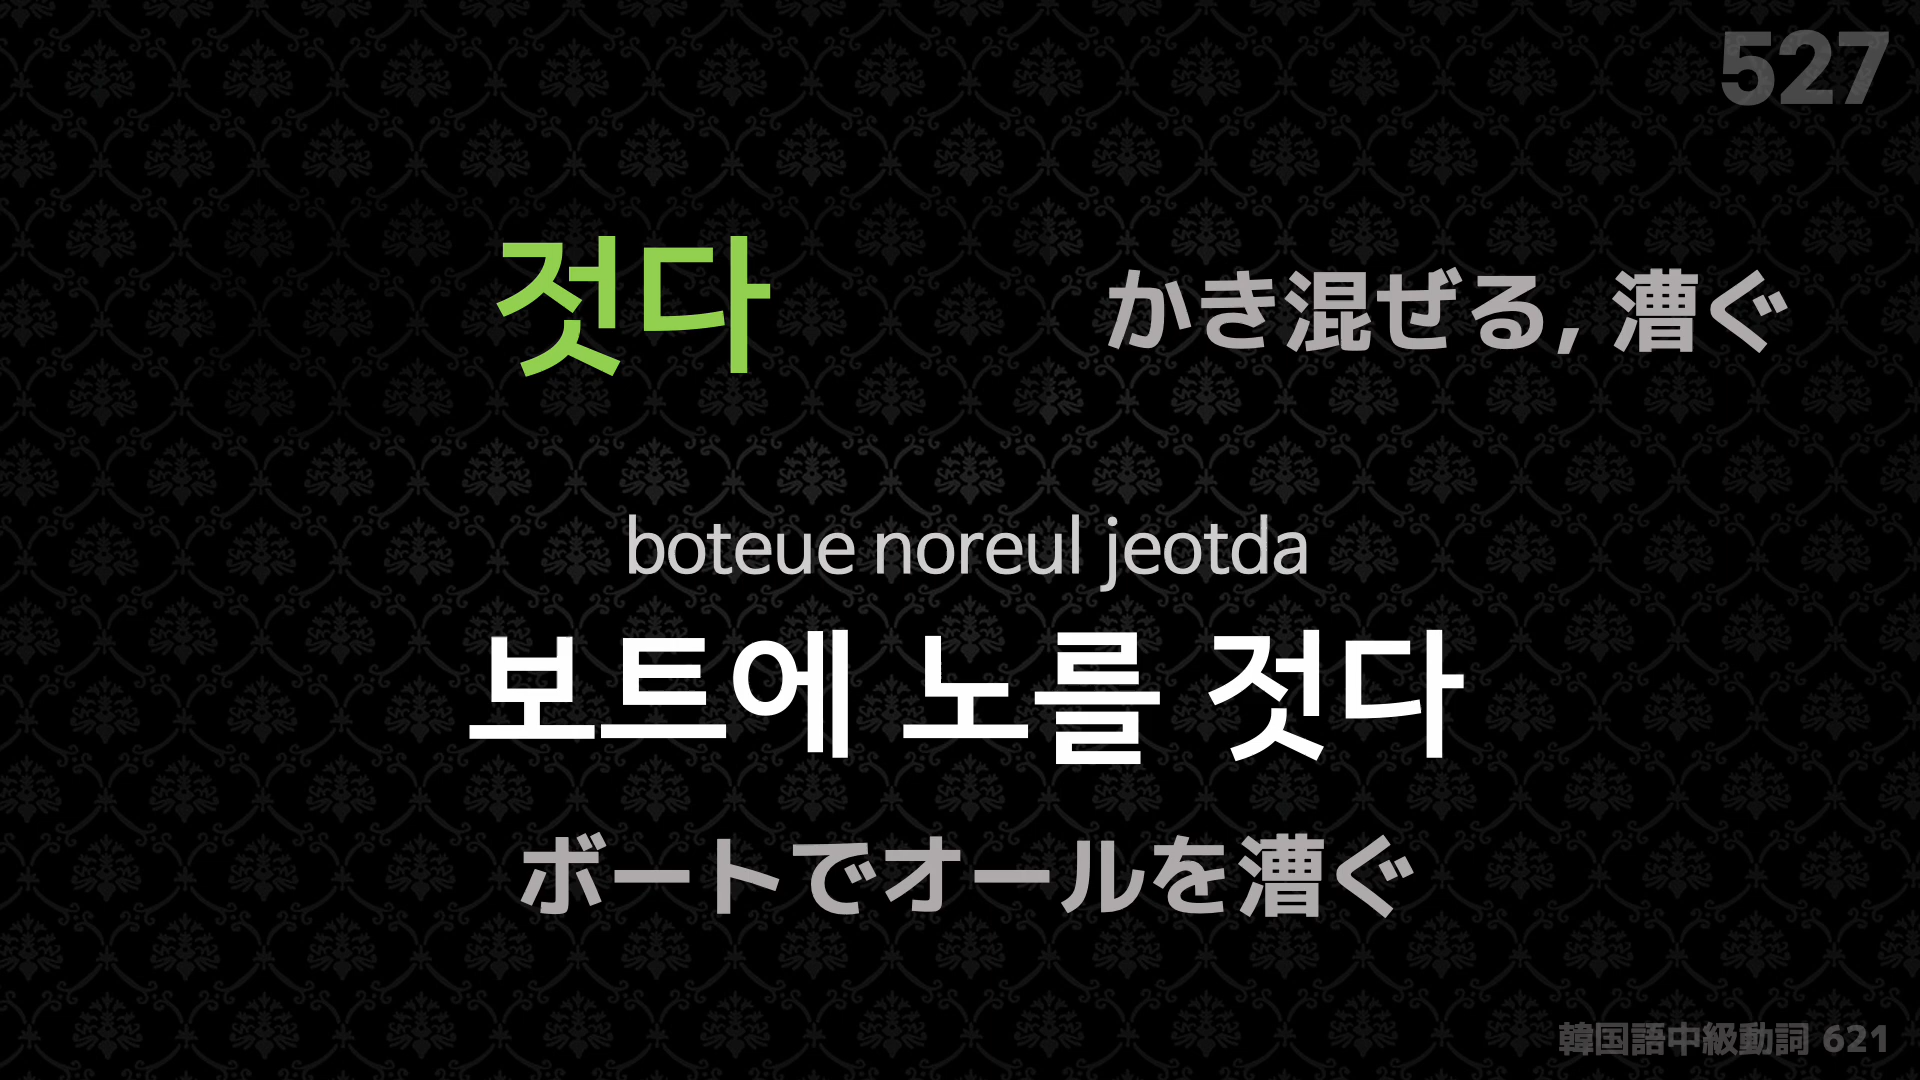 527
젓다
かき混ぜる, 漕ぐ
boteue noreul jeotda
보트에 노를 젓다
ボートでオールを漕ぐ
韓国語中級動詞 621